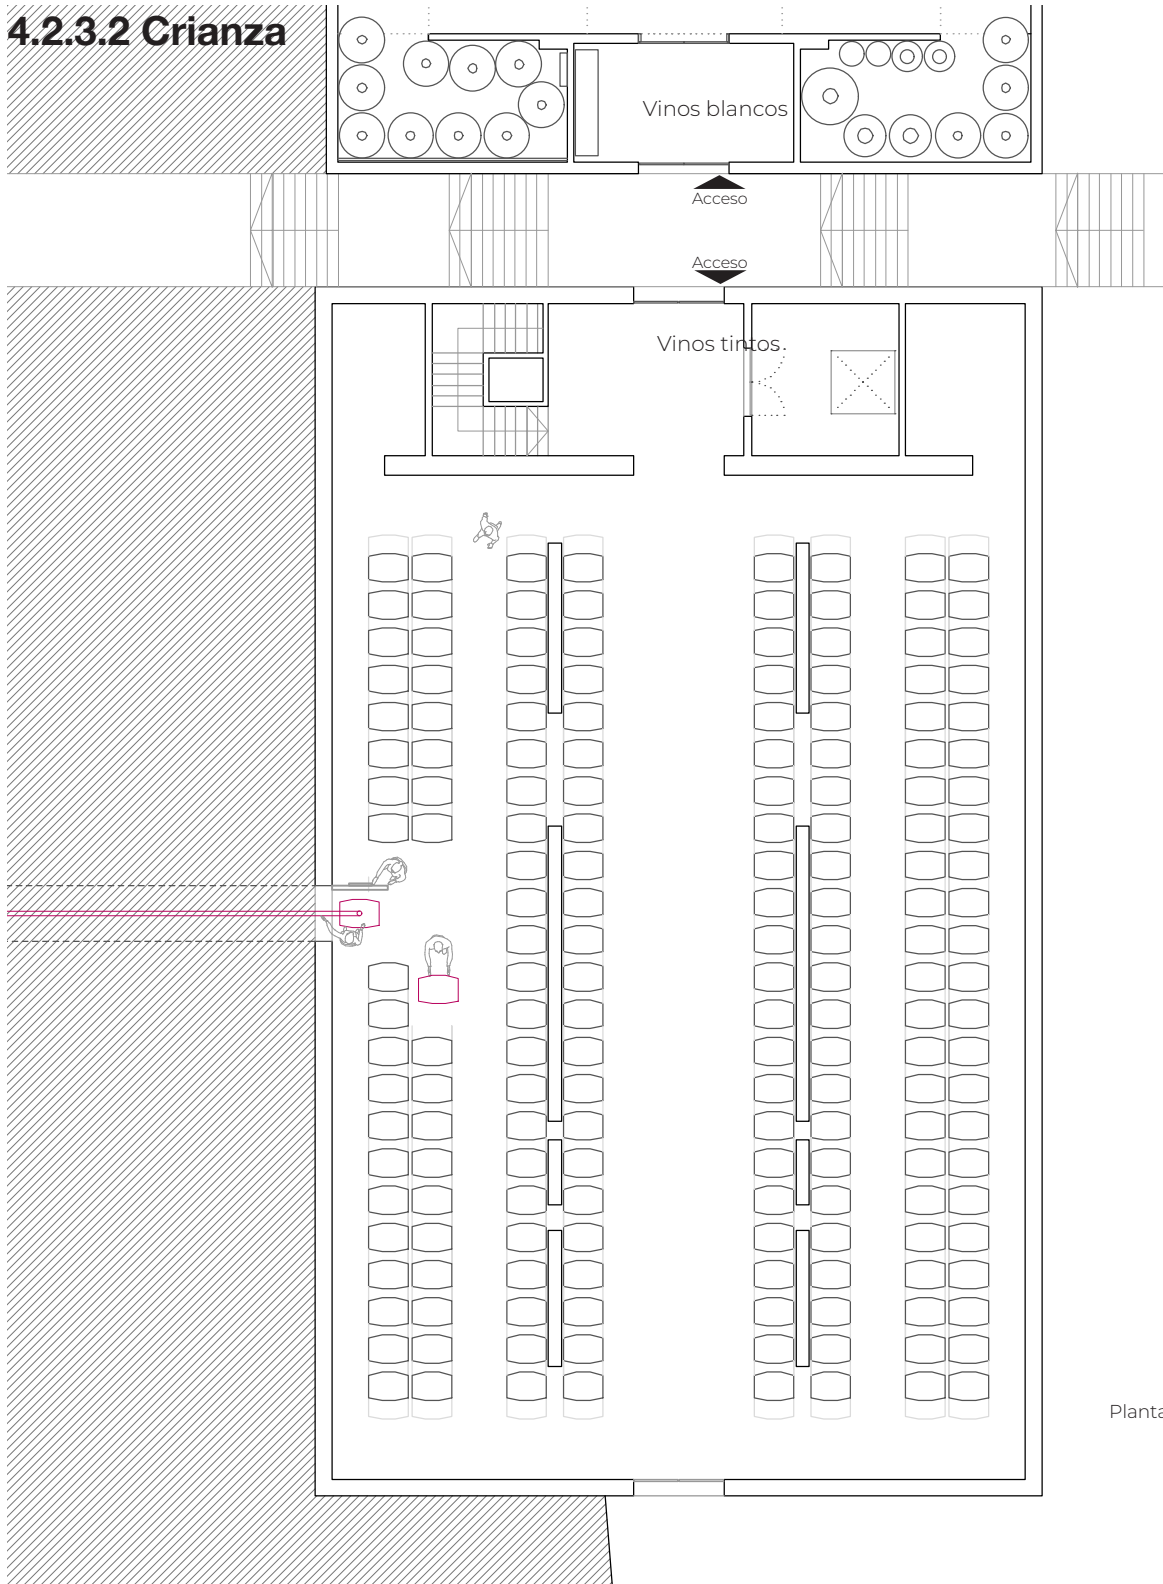 4.2.3.2 Crianza
Vinos blancos
Acceso
Acceso
Vinos tintos
Planta